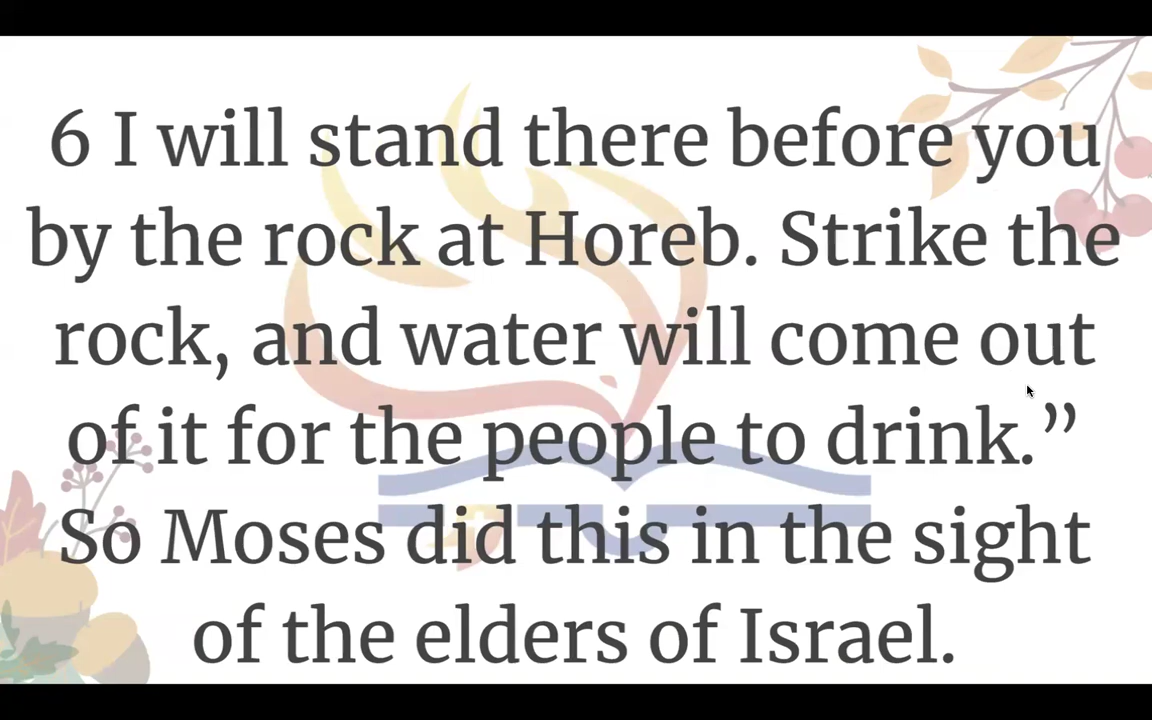 6 I will stand there before you
by the rock at Horeb. Strike the
rock, and water will come out
of it for the people to drink.”
So Moses did this in the sight
of the elders of Israel.